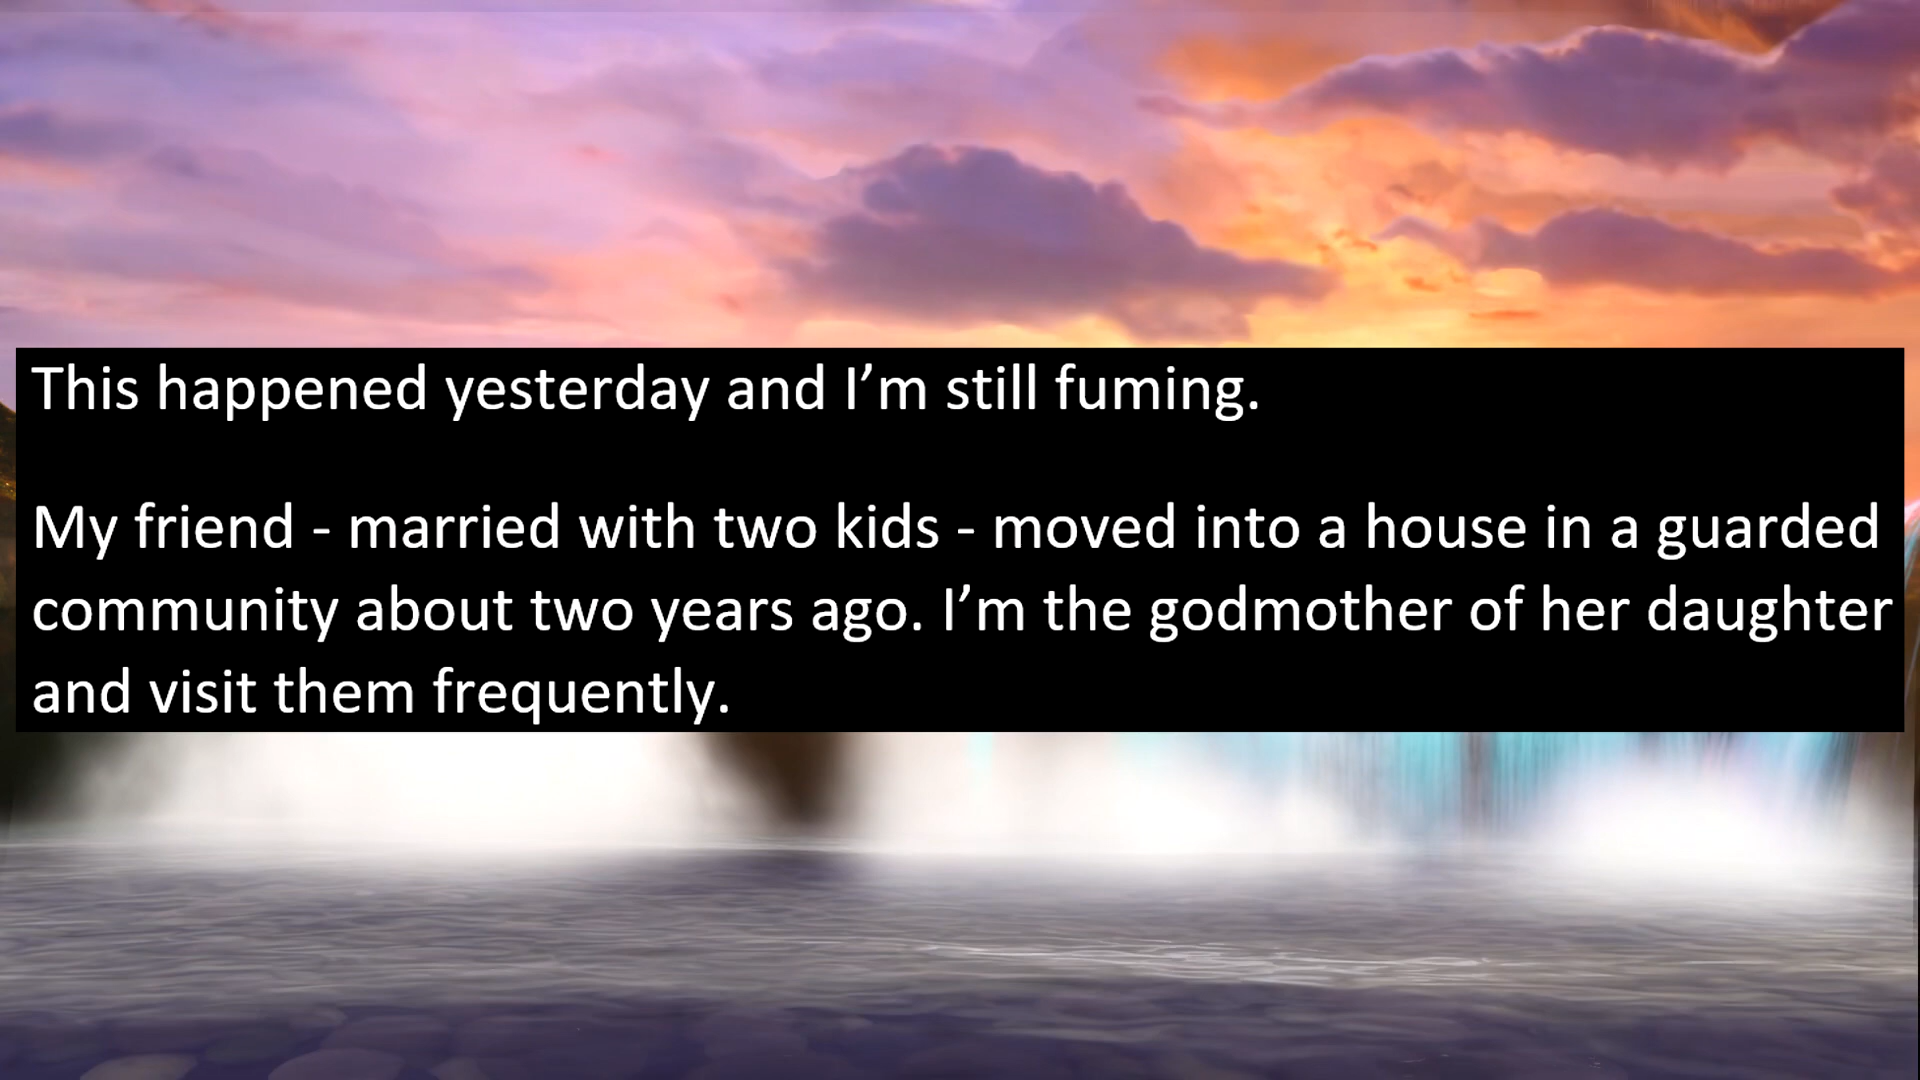 This happened yesterday and I’m still fuming.
My friend - married with two kids - moved into a house in a guarded
community about two years ago. I’m the godmother of her daughter
and visit them frequently.